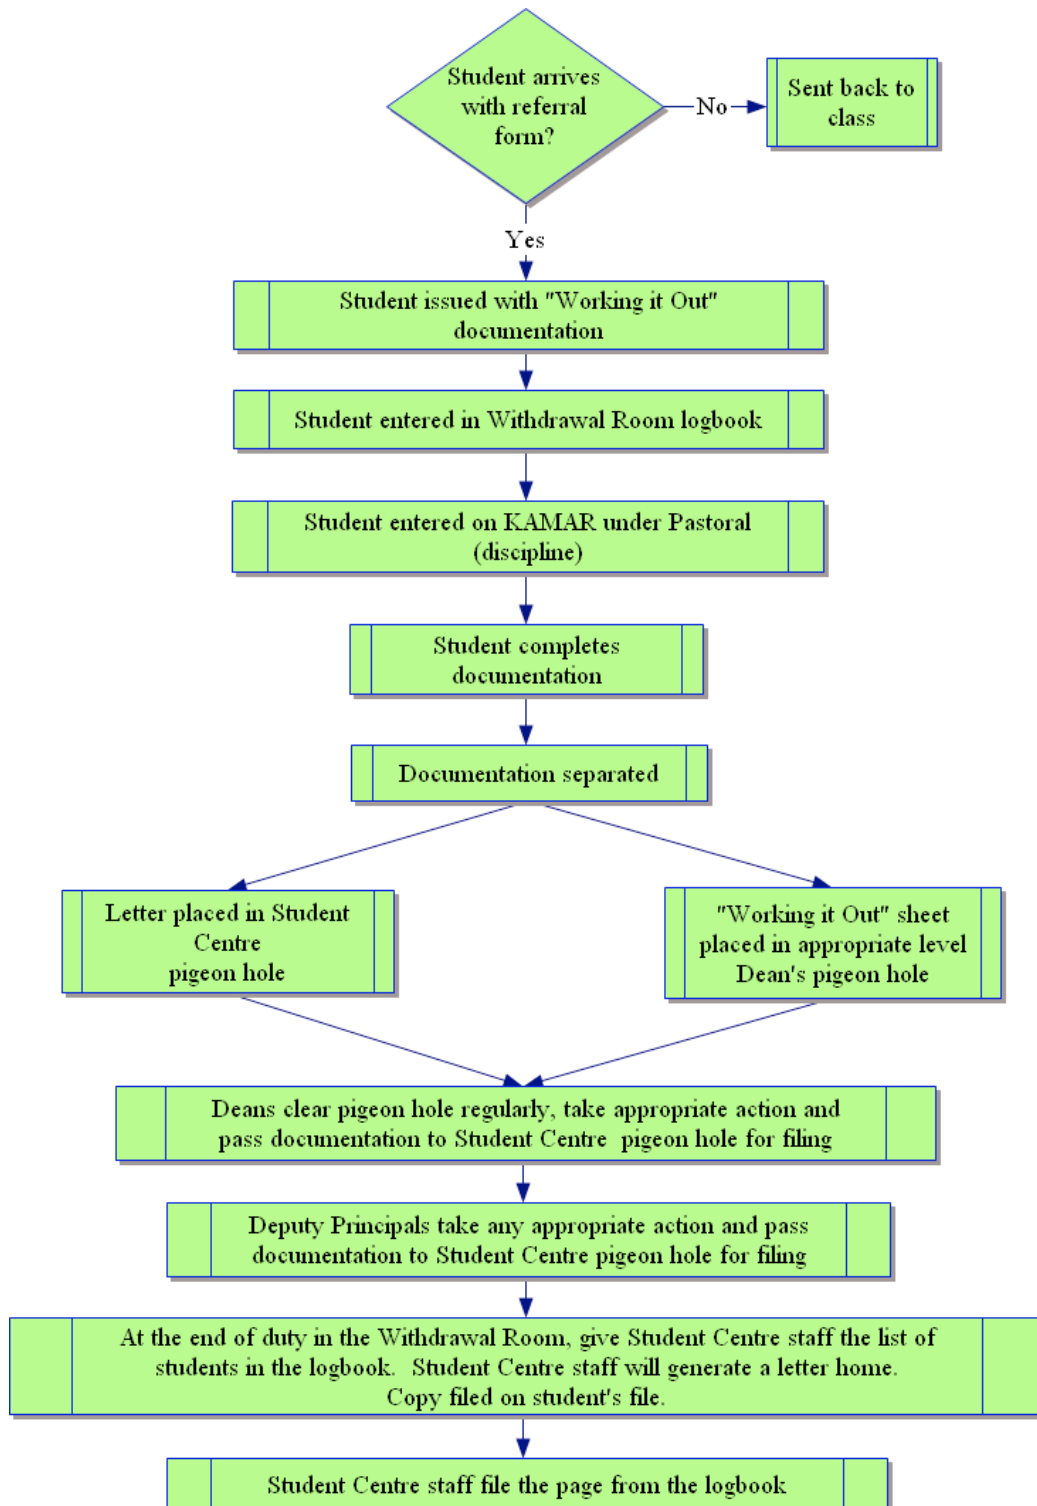 Student arrives
with referral
form?
No
Sent back to
class
Yes
Student issued with "Working it Out"
documentation
Student entered in Withdrawal Room logbook
Student entered on KAMAR under Pastoral
(discipline)
Student completes
documentation
Documentation separated
Letter placed in Student
Centre
pigeon hole
"Working it Out" sheet
placed in appropriate level
Dean's pigeon hole
Deans clear pigeon hole regularly, take appropriate action and
pass documentation to Student Centre pigeon hole for filing
Deputy Principals take any appropriate action and pass
documentation to Student Centre pigeon hole for filing
At the end of duty in the Withdrawal Room, give Student Centre staff the list of
students in the logbook. Student Centre staff will generate a letter home.
Copy filed on student's file.
Student Centre staff file the page from the logbook